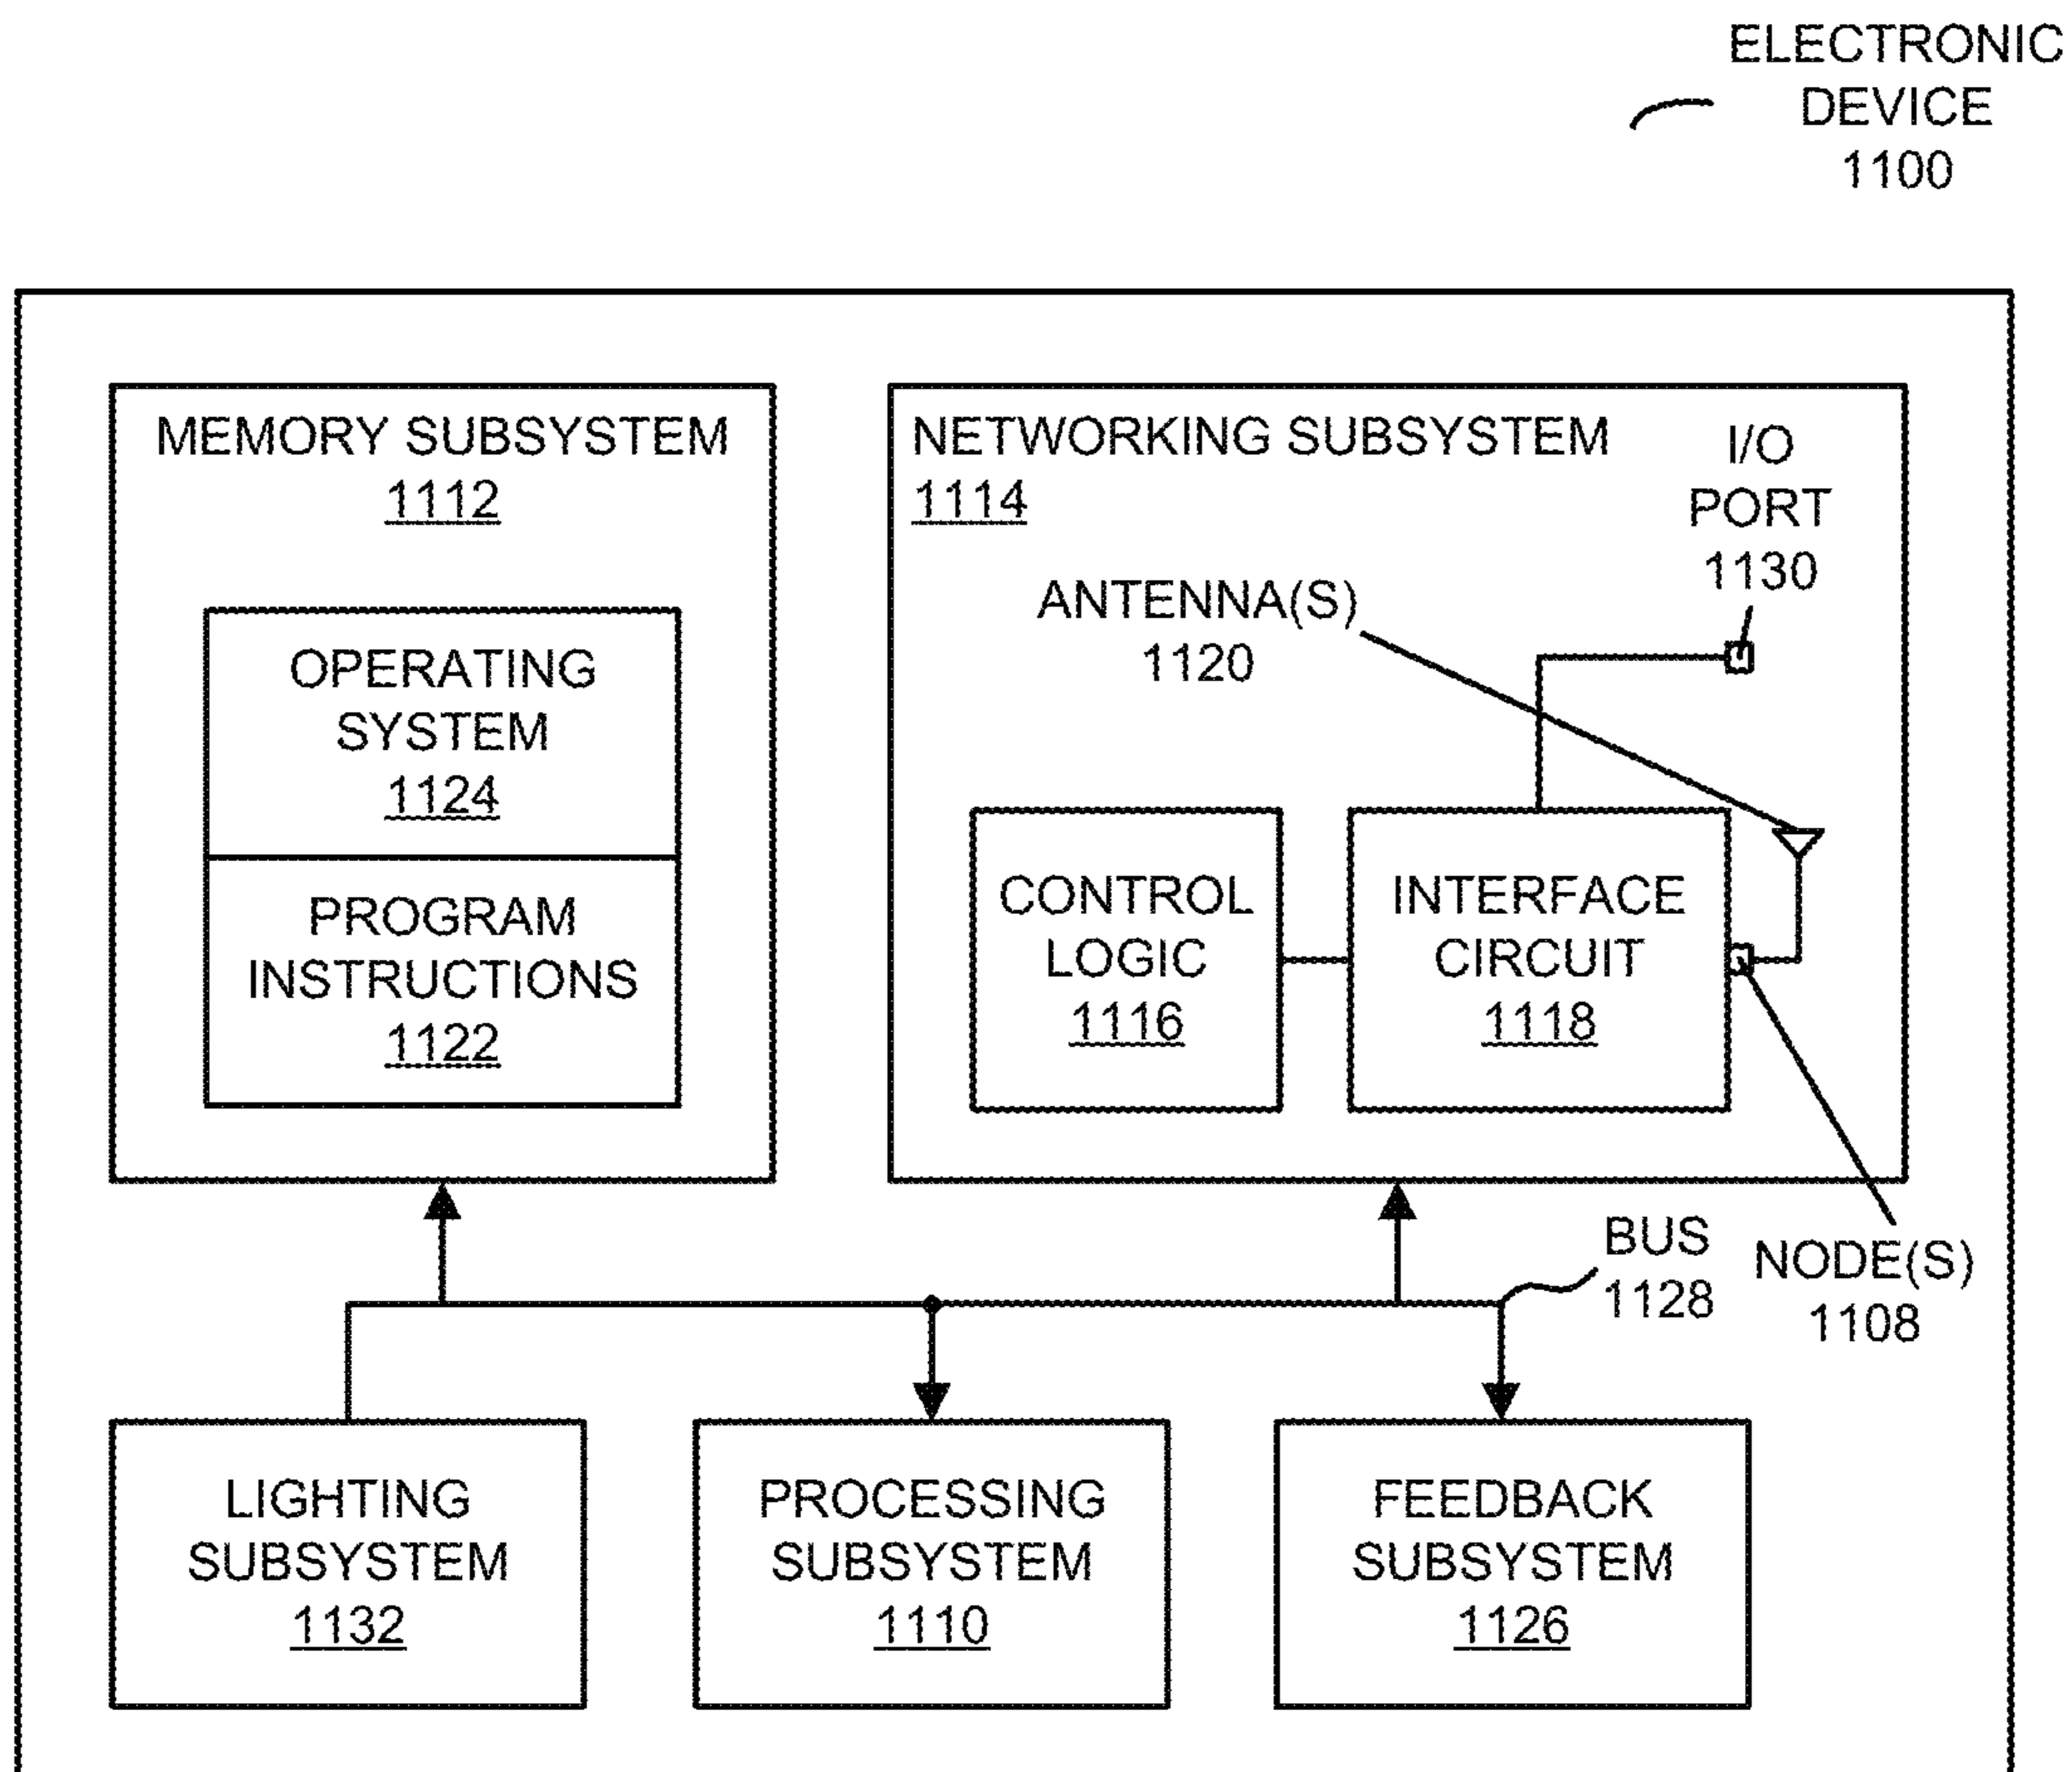 ELECTRONIC
DEVICE
1100
MEMORY SUBSYSTEM
1112
OPERATING
SYSTEM
1124
PROGRAM
INSTRUCTIONS
1122
NETWORKING SUBSYSTEM
1114
I/O
PORT
1130
ANTENNA(S)
1120
CONTROL
LOGIC
1116
INTERFACE
CIRCUIT
1118
BUS
1128
NODE(S)
1108
LIGHTING
SUBSYSTEM
1132
PROCESSING
SUBSYSTEM
1110
FEEDBACK
SUBSYSTEM
1126